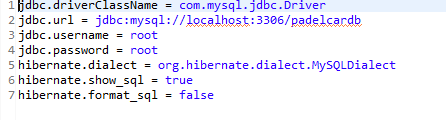 1 jdbc.driverClassName = com.mysql.jdbc.Driver
2 jdbc.url = jdbc:mysql://localhost:3306/padelcardb
3 jdbc.username = root
4 jdbc.password = root
5 hibernate.dialect = org.hibernate.dialect.MySQLDialect
6 hibernate.show_sql = true
7 hibernate.format_sql = false